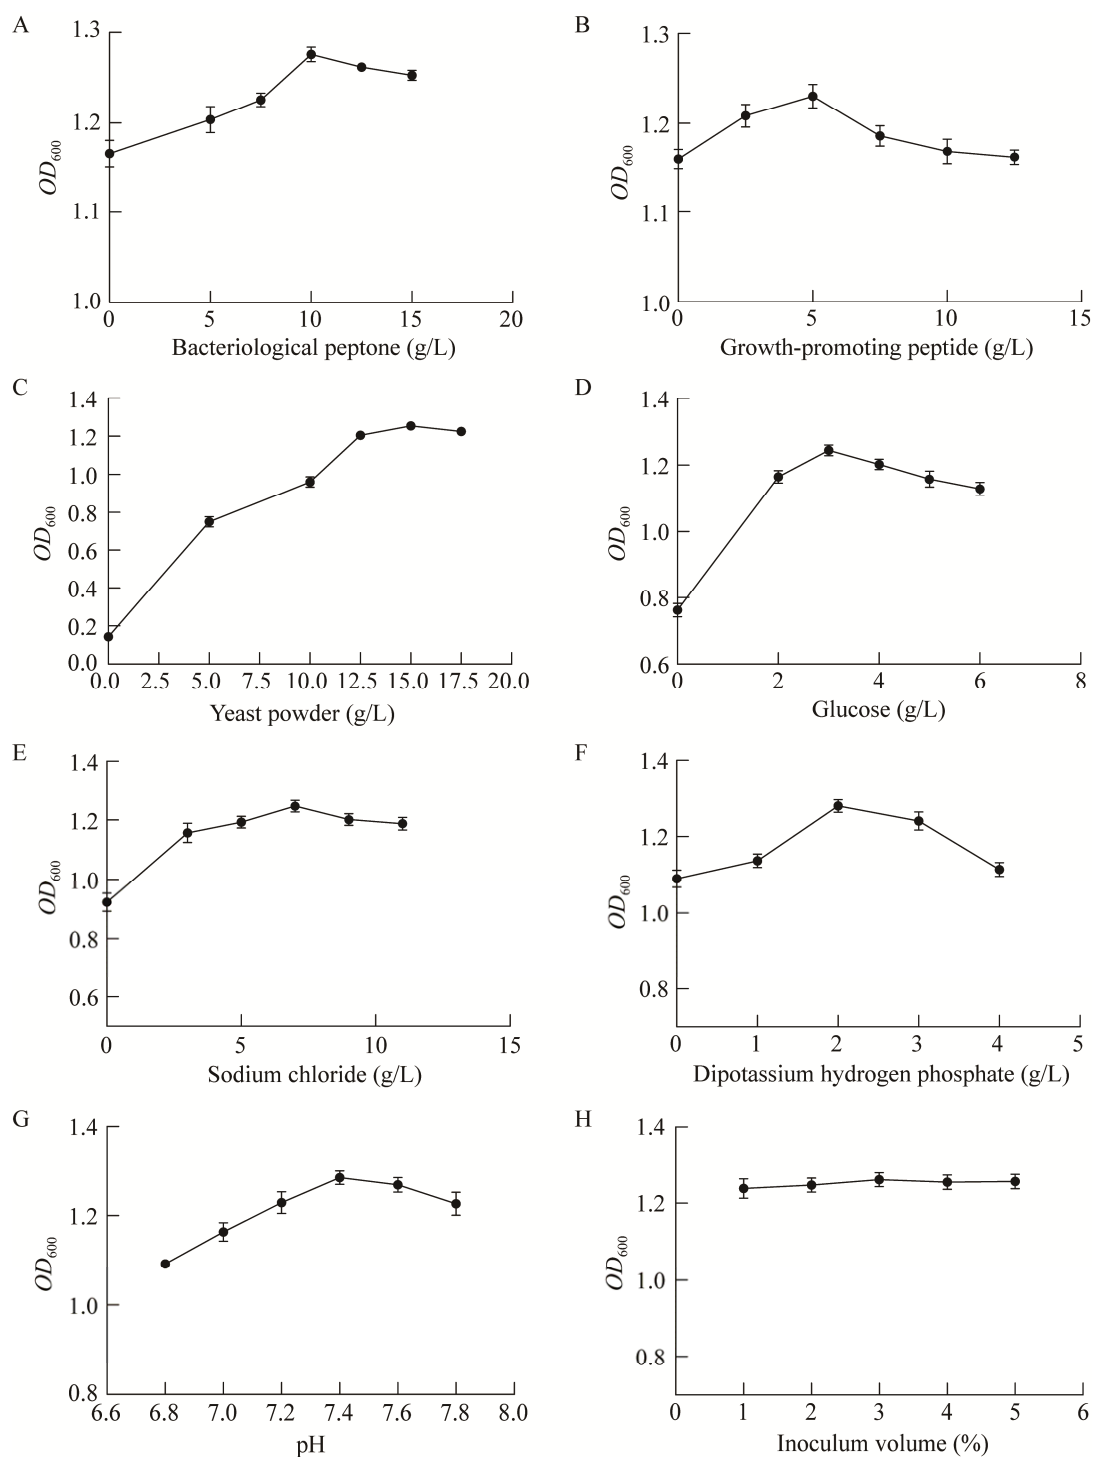 A
1.3
1.2
1.1
1.0
OD600
0 5 10 15 20
Bacteriological peptone (g/L)
B
1.3
1.2
1.1
1.0
OD600
0 5 10 15
Growth-promoting peptide (g/L)
C
1.4
1.2
1.0
0.8
0.6
0.4
0.2
0.0
OD600
0.0 2.5 5.0 7.5 10.0 12.5 15.0 17.5 20.0
Yeast powder (g/L)
D
1.4
1.2
1.0
0.8
0.6
OD600
0 2 4 6 8
Glucose (g/L)
E
1.4
1.2
1.0
0.8
0.6
OD600
0 5 10 15
Sodium chloride (g/L)
F
1.4
1.2
1.0
0.8
OD600
0 1 2 3 4 5
Dipotassium hydrogen phosphate (g/L)
G
1.4
1.2
1.0
0.8
OD600
6.6 6.8 7.0 7.2 7.4 7.6 7.8 8.0
pH
H
1.4
1.2
1.0
0.8
OD600
0 1 2 3 4 5 6
Inoculum volume (%)